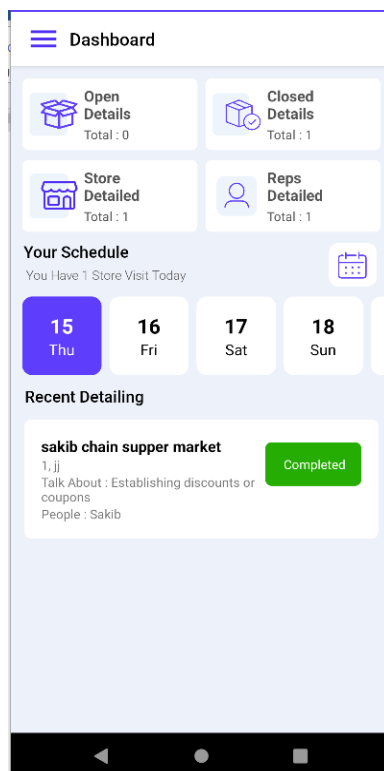 Dashboard
Open
Details
Total : 0
Closed
Details
Total : 1
Store
Detailed
Total : 1
Reps
Detailed
Total : 1
Your Schedule
You Have 1 Store Visit Today
15
Thu
16
Fri
17
Sat
18
Sun
Recent Detailing
sakib chain supper market
1, jj
Talk About : Establishing discounts or
coupons
People : Sakib
Completed